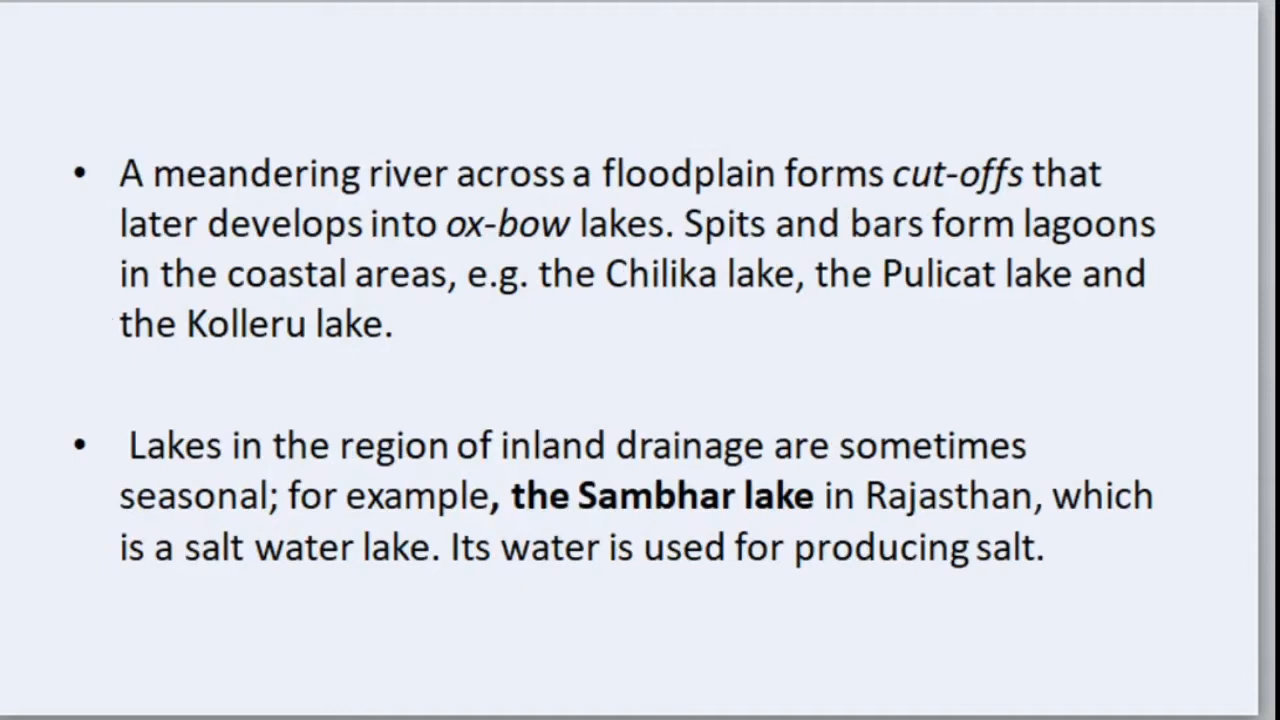 • A meandering river across a floodplain forms cut-offs that
later develops into ox-bow lakes. Spits and bars form lagoons
in the coastal areas, e.g. the Chilika lake, the Pulicat lake and
the Kolleru lake.
• Lakes in the region of inland drainage are sometimes
seasonal; for example, the Sambhar lake in Rajasthan, which
is a salt water lake. Its water is used for producing salt.